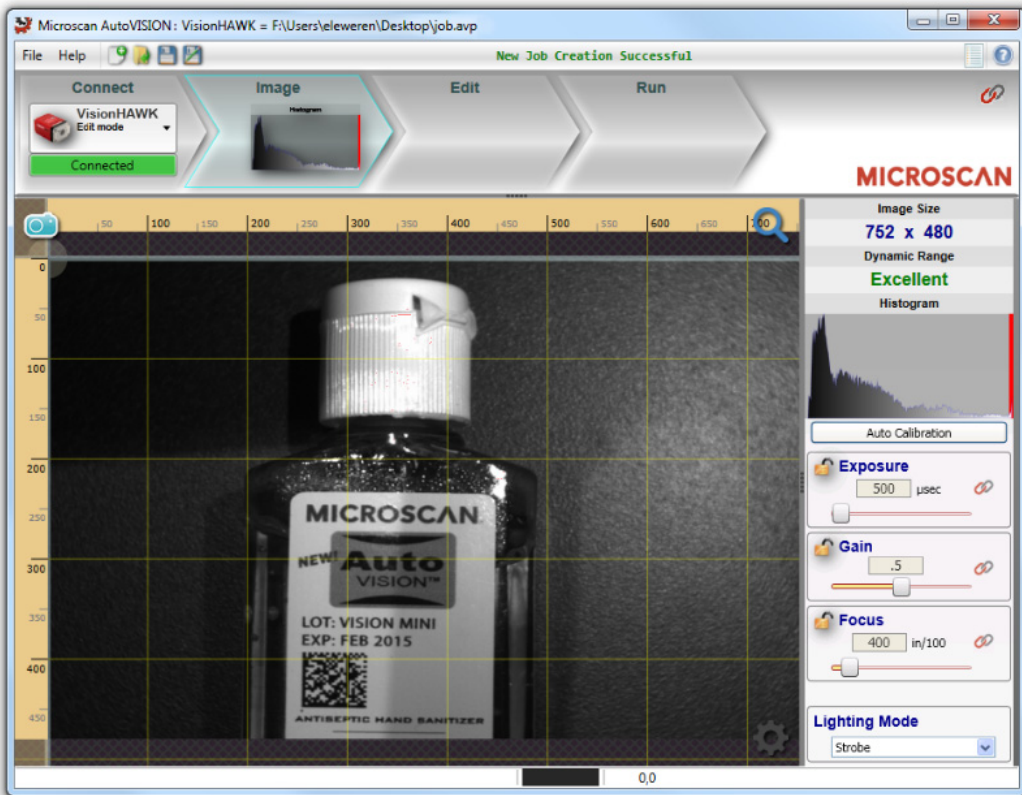 Microscan AutoVISION : VisionHAWK = F:\Users\eleweren\Desktop\job.avp
File Help
New Job Creation Successful
Connect Image Edit Run
VisionHAWK
Edit mode
Connected
Histogram
MICROSCAN
50 100 150 200 250 300 350 400 450 500 550 600 650 700
0
50
100
150
200
250
300
350
400
450
MICROSCAN
NEW! Auto
VISION™
LOT: VISION MINI
EXP: FEB 2015
ANTISEPTIC HAND SANITIZER
Image Size
752 x 480
Dynamic Range
Excellent
Histogram
Auto Calibration
Exposure
500 µsec
Gain
.5
Focus
400 in/100
Lighting Mode
Strobe
0,0